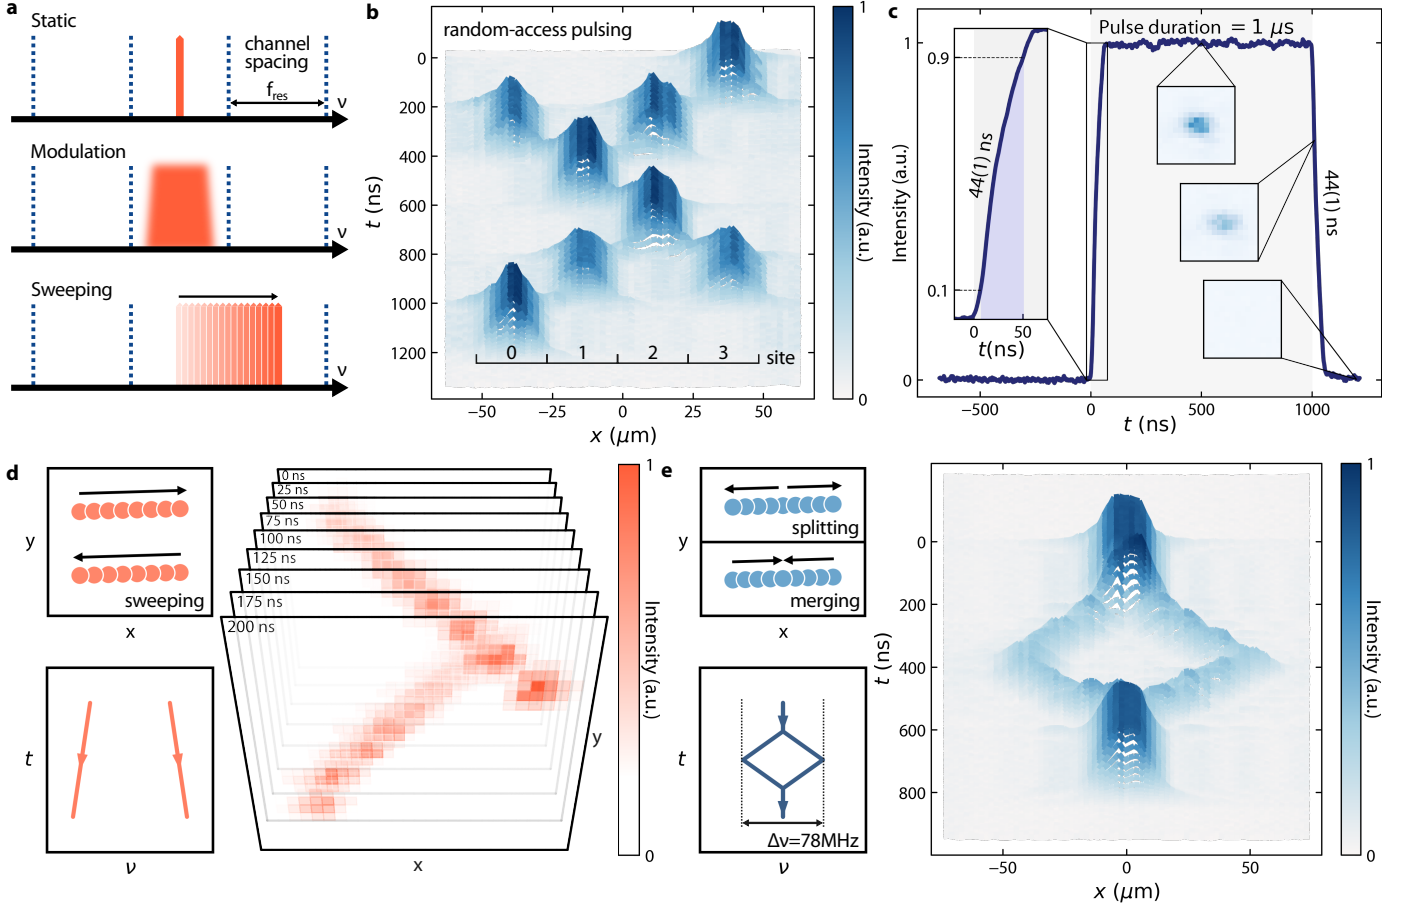 a
Static
channel
spacing
f_res
ν
Modulation
ν
Sweeping
ν
b
random-access pulsing
0
200
400
600
800
1000
1200
t (ns)
0
1
2
3
site
−50
−25
0
25
50
x (μm)
1
0
Intensity (a.u.)
c
Pulse duration = 1 μs
1
0
Intensity (a.u.)
0.9
0.1
44(1) ns
0
50
t(ns)
44(1) ns
−500
0
500
1000
t (ns)
d
y
sweeping
x
t
ν
0 ns
25 ns
50 ns
75 ns
100 ns
125 ns
150 ns
175 ns
200 ns
y
x
1
0
Intensity (a.u.)
e
splitting
y
merging
x
t
Δν=78MHz
ν
0
200
400
600
800
t (ns)
−50
0
50
x (μm)
1
0
Intensity (a.u.)